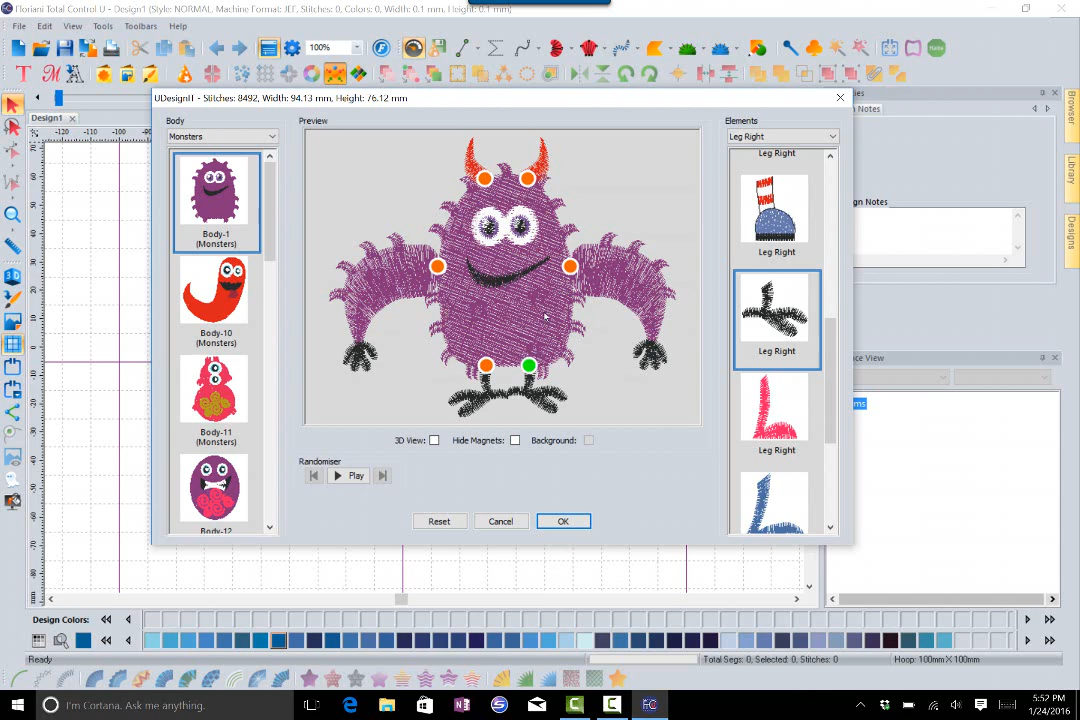 Floriani Total Control U - Design1 (Style: NORMAL, Machine Format: JEF, Stitches: 0, Colors: 0, Width: 0.1 mm, Height: 0.1 mm)
File Edit View Tools Toolbars Help
100%
Design1
-120 -110 -100
UDesignIT - Stitches: 8492, Width: 94.13 mm, Height: 76.12 mm
Body
Monsters
Body-1
(Monsters)
Body-10
(Monsters)
Body-11
(Monsters)
Body-12
Preview
3D View:
Hide Magnets:
Background:
Randomiser
Play
Reset
Cancel
OK
Elements
Leg Right
Leg Right
Leg Right
Leg Right
Leg Right
Notes
Browser
Library
Designs
Design Colors:
Ready
Total Segs: 0, Selected: 0, Stitches: 0
Hoop: 100mm X 100mm
I'm Cortana. Ask me anything.
5:52 PM
1/24/2016